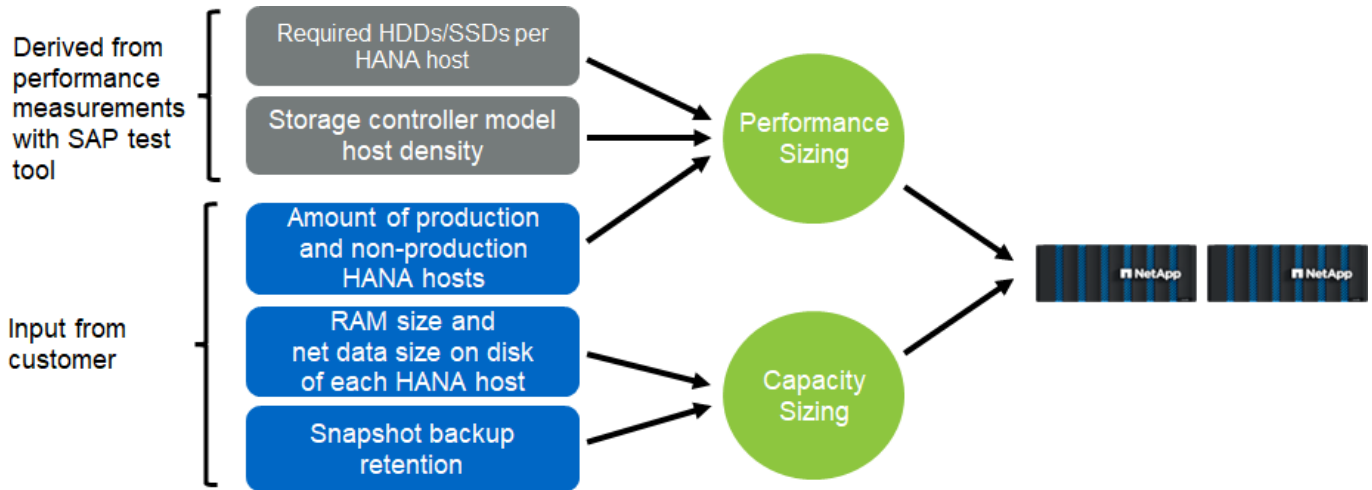 Derived from
performance
measurements
with SAP test
tool
Required HDDs/SSDs per
HANA host
Storage controller model
host density
Performance
Sizing
Amount of production
and non-production
HANA hosts
Input from
customer
RAM size and
net data size on disk
of each HANA host
Snapshot backup
retention
Capacity
Sizing
NetApp
NetApp